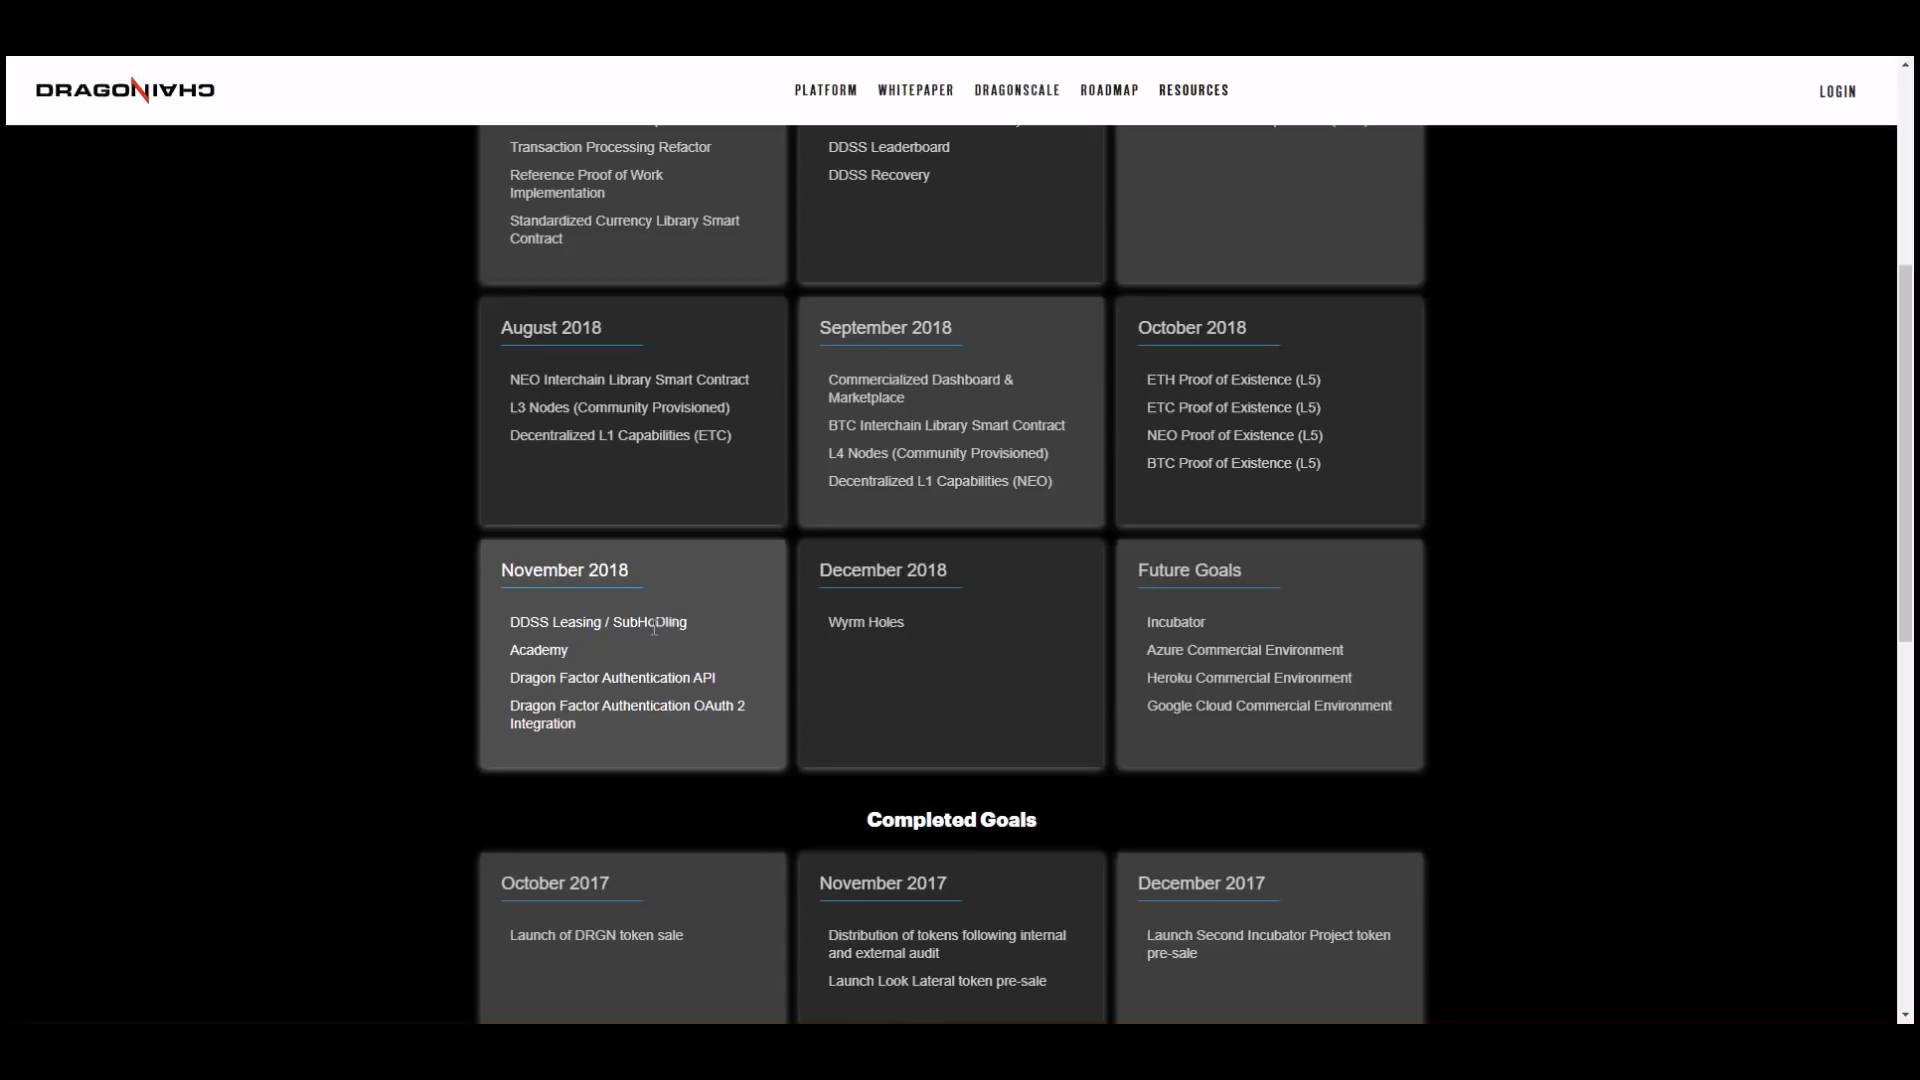 DRAGONCHAIN
PLATFORM WHITEPAPER DRAGONSCALE ROADMAP RESOURCES
LOGIN
Transaction Processing Refactor
Reference Proof of Work
Implementation
Standardized Currency Library Smart
Contract
DDSS Leaderboard
DDSS Recovery
August 2018
NEO Interchain Library Smart Contract
L3 Nodes (Community Provisioned)
Decentralized L1 Capabilities (ETC)
September 2018
Commercialized Dashboard &
Marketplace
BTC Interchain Library Smart Contract
L4 Nodes (Community Provisioned)
Decentralized L1 Capabilities (NEO)
October 2018
ETH Proof of Existence (L5)
ETC Proof of Existence (L5)
NEO Proof of Existence (L5)
BTC Proof of Existence (L5)
November 2018
DDSS Leasing / SubHoDling
Academy
Dragon Factor Authentication API
Dragon Factor Authentication OAuth 2
Integration
December 2018
Wyrm Holes
Future Goals
Incubator
Azure Commercial Environment
Heroku Commercial Environment
Google Cloud Commercial Environment
Completed Goals
October 2017
Launch of DRGN token sale
November 2017
Distribution of tokens following internal
and external audit
Launch Look Lateral token pre-sale
December 2017
Launch Second Incubator Project token
pre-sale